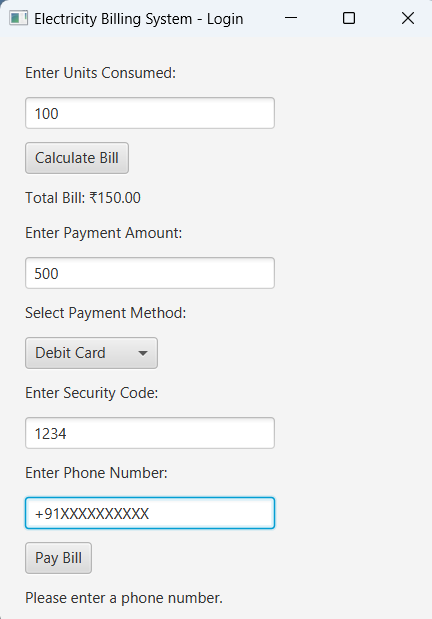 Electricity Billing System - Login
Enter Units Consumed:
100
Calculate Bill
Total Bill: ₹150.00
Enter Payment Amount:
500
Select Payment Method:
Debit Card
Enter Security Code:
1234
Enter Phone Number:
+91XXXXXXXXXX
Pay Bill
Please enter a phone number.